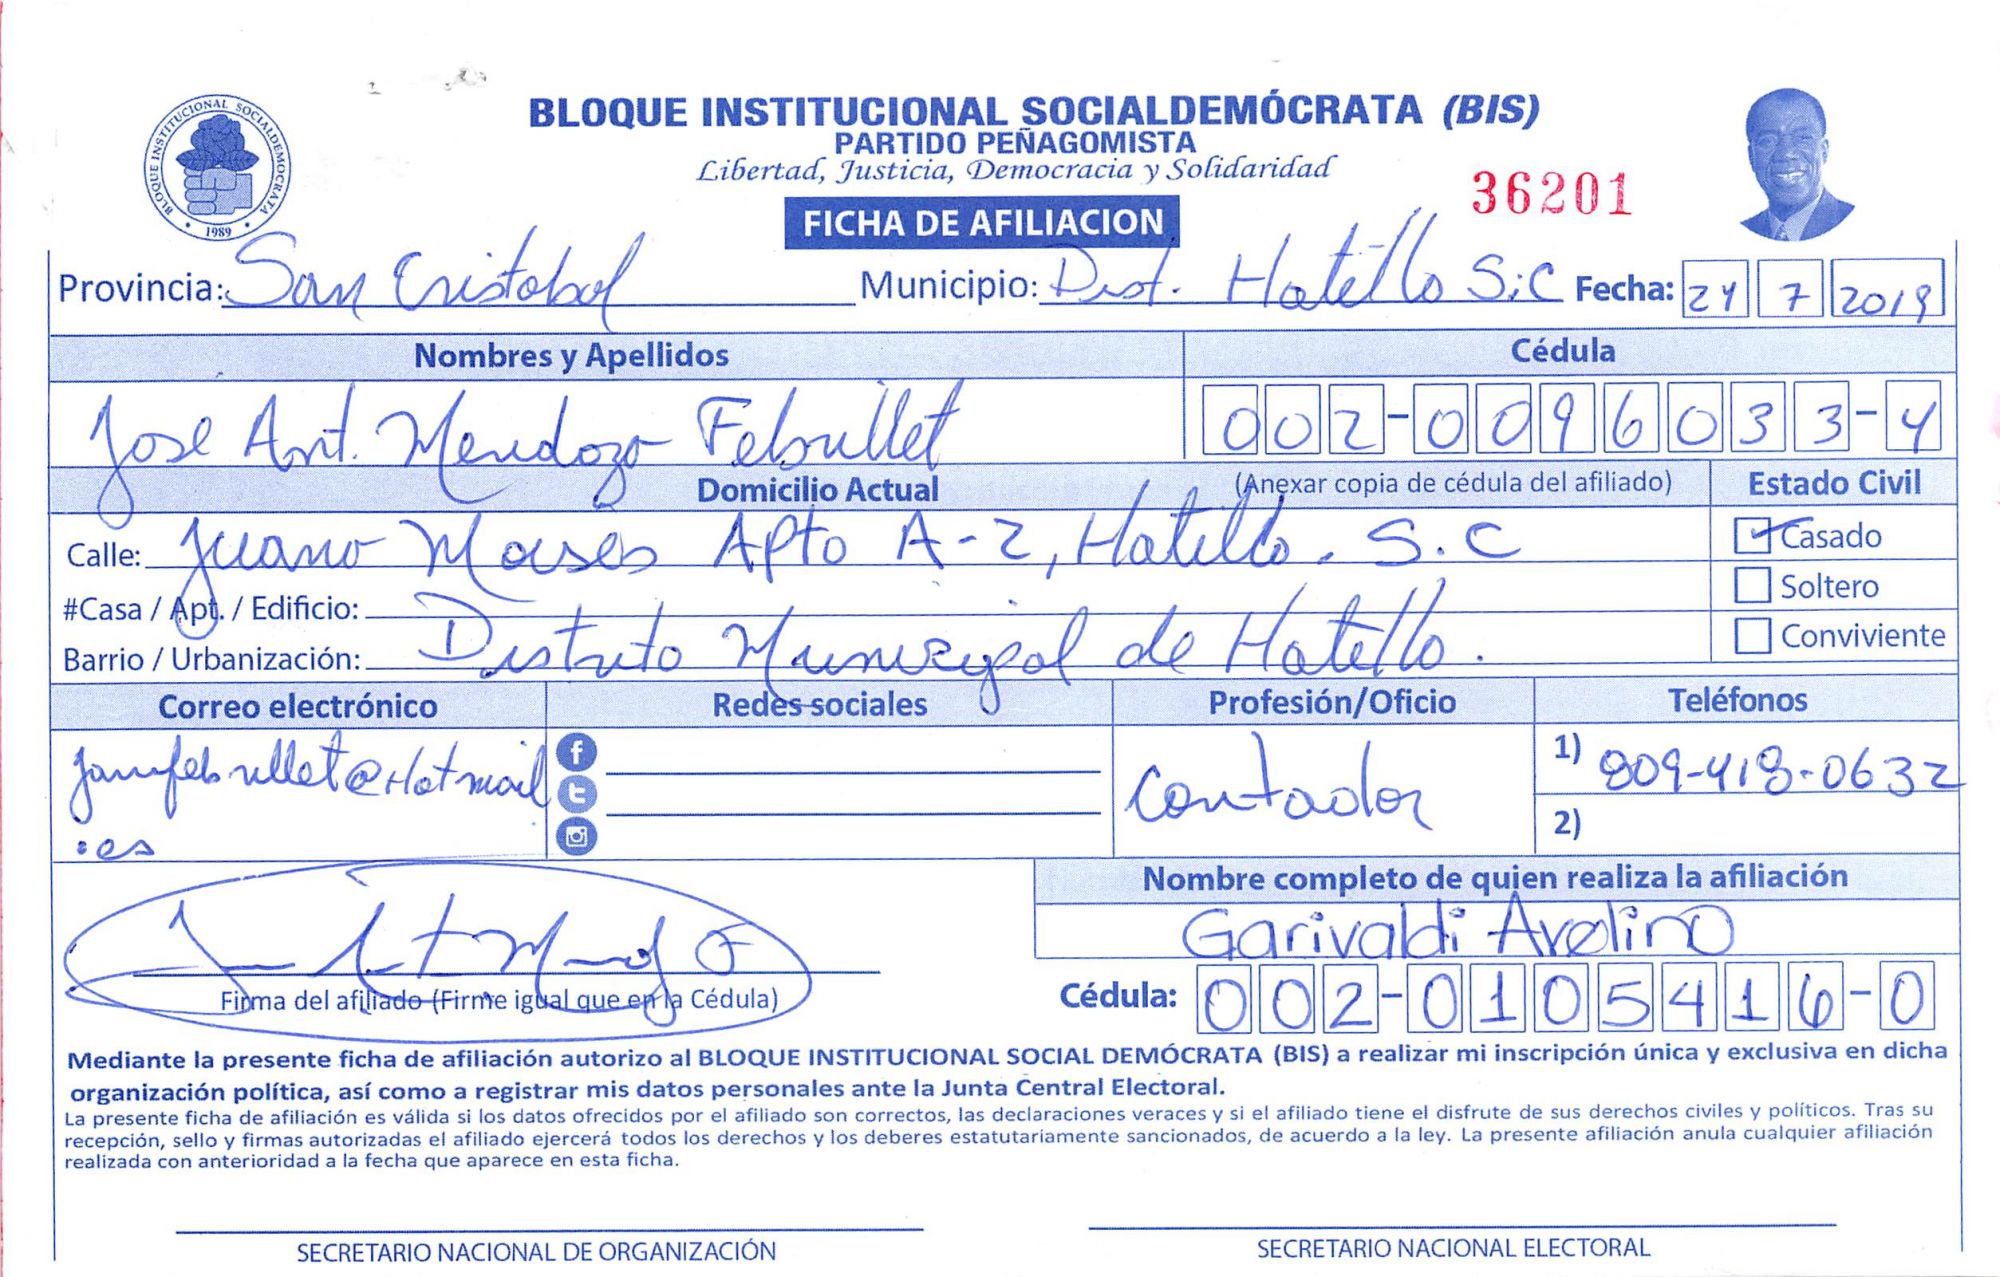 BLOQUE INSTITUCIONAL SOCIALDEMÓCRATA (BIS)
PARTIDO PEÑAGOMISTA
Libertad, Justicia, Democracia y Solidaridad
BLOQUE INSTITUCIONAL SOCIALDEMOCRATA
1989
36201
FICHA DE AFILIACION
Provincia: San Cristobal Municipio: Dist. Hatillo S.C Fecha: 24 7 2019
Nombres y Apellidos Cédula
José Ant. Mendozo Febrillet 002-0096033-4
Domicilio Actual (Anexar copia de cédula del afiliado) Estado Civil
Calle: Juano Moises Apto A-2, Hatillo. S.C Casado
#Casa / Apt. / Edificio: Soltero
Barrio / Urbanización: Distrito Municipal de Hatillo. Conviviente
Correo electrónico Redes sociales Profesión/Oficio Teléfonos
@Hotmail Contador 1) 809-418-0632
.es 2)
Nombre completo de quien realiza la afiliación
Garivaldi Avelino
Firma del afiliado (Firme igual que en la Cédula) Cédula: 002-0105416-0
Mediante la presente ficha de afiliación autorizo al BLOQUE INSTITUCIONAL SOCIAL DEMÓCRATA (BIS) a realizar mi inscripción única y exclusiva en dicha
organización política, así como a registrar mis datos personales ante la Junta Central Electoral.
La presente ficha de afiliación es válida si los datos ofrecidos por el afiliado son correctos, las declaraciones veraces y si el afiliado tiene el disfrute de sus derechos civiles y políticos. Tras su
recepción, sello y firmas autorizadas el afiliado ejercerá todos los derechos y los deberes estatutariamente sancionados, de acuerdo a la ley. La presente afiliación anula cualquier afiliación
realizada con anterioridad a la fecha que aparece en esta ficha.
SECRETARIO NACIONAL DE ORGANIZACIÓN SECRETARIO NACIONAL ELECTORAL